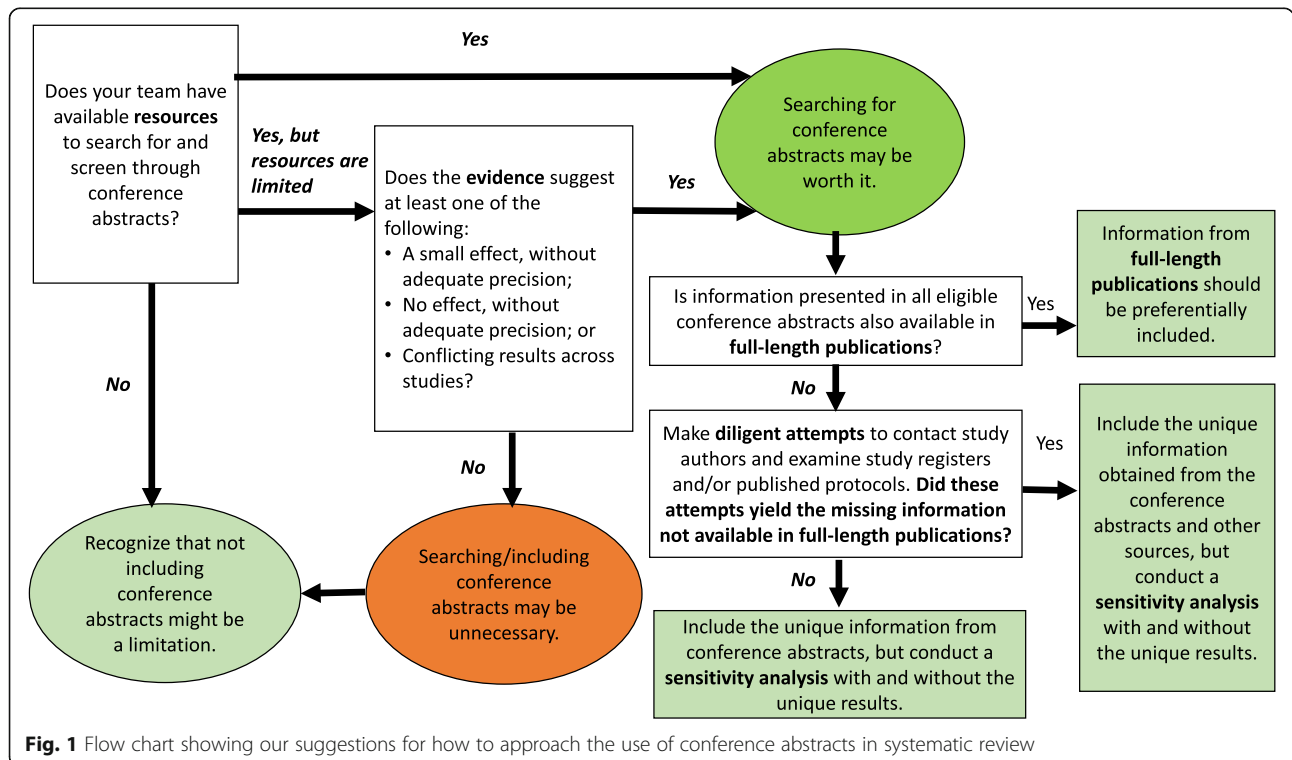 Does your team have
available resources
to search for and
screen through
conference
abstracts?
Yes
Yes, but
resources are
limited
No
Does the evidence suggest
at least one of the
following:
• A small effect, without
adequate precision;
• No effect, without
adequate precision; or
• Conflicting results across
studies?
Yes
No
Searching for
conference
abstracts may be
worth it.
Is information presented in all eligible
conference abstracts also available in
full-length publications?
Yes
Information from
full-length
publications should
be preferentially
included.
No
Make diligent attempts to contact study
authors and examine study registers
and/or published protocols. Did these
attempts yield the missing information
not available in full-length publications?
Yes
Include the unique
information
obtained from the
conference
abstracts and other
sources, but
conduct a
sensitivity analysis
with and without
the unique results.
No
Include the unique information from
conference abstracts, but conduct a
sensitivity analysis with and without the
unique results.
Searching/including
conference
abstracts may be
unnecessary.
Recognize that not
including
conference
abstracts might be
a limitation.
Fig. 1 Flow chart showing our suggestions for how to approach the use of conference abstracts in systematic review